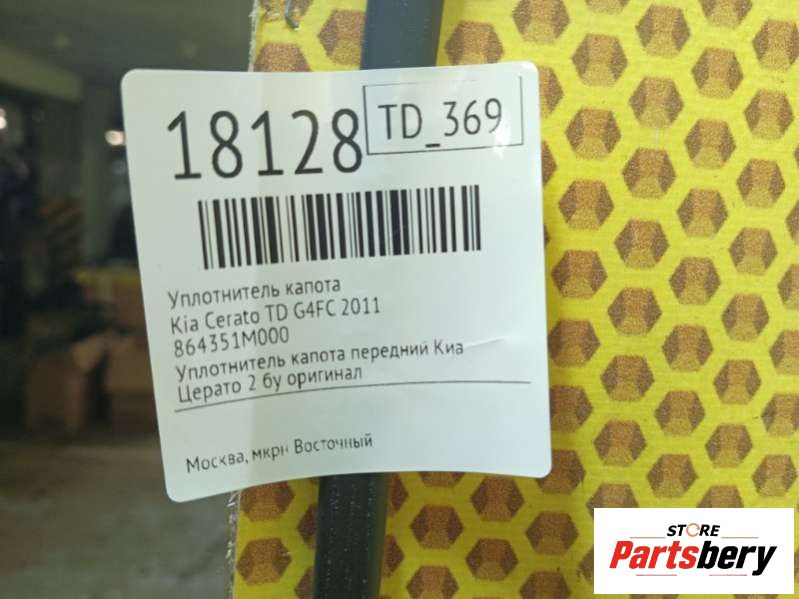 18128
TD_369
Уплотнитель капота
Kia Cerato TD G4FC 2011
864351M000
Уплотнитель капота передний Киа
Церато 2 бу оригинал
Москва, мкрн Восточный
STORE
Partsbery